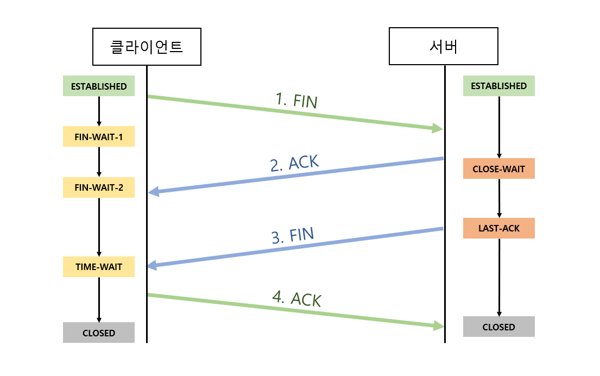 클라이언트
서버
ESTABLISHED
1. FIN
ESTABLISHED
FIN-WAIT-1
2. ACK
CLOSE-WAIT
FIN-WAIT-2
3. FIN
LAST-ACK
TIME-WAIT
4. ACK
CLOSED
CLOSED